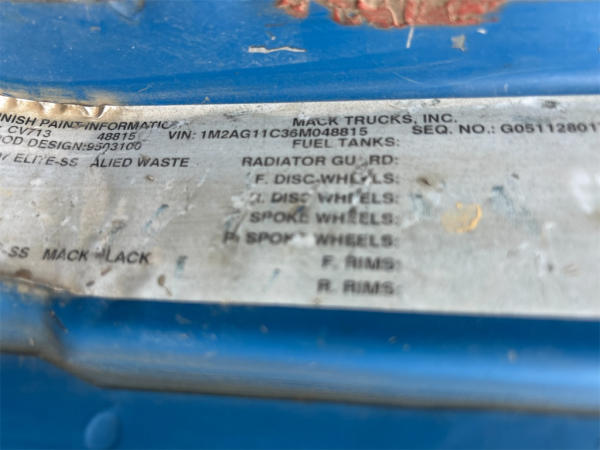 INISH PAINT INFORMATIO MACK TRUCKS, INC.
CV713 48815 VIN: 1M2AG11C36M048815 SEQ. NO.: G05112801
OD DESIGN:9503100 FUEL TANKS:
ELITE-SS ALIED WASTE RADIATOR GUARD:
F. DISC WHEELS:
R. DISC WHEELS:
SPOKE WHEELS:
SPOKE WHEELS:
-SS MACK BLACK F. RIMS:
R. RIMS: